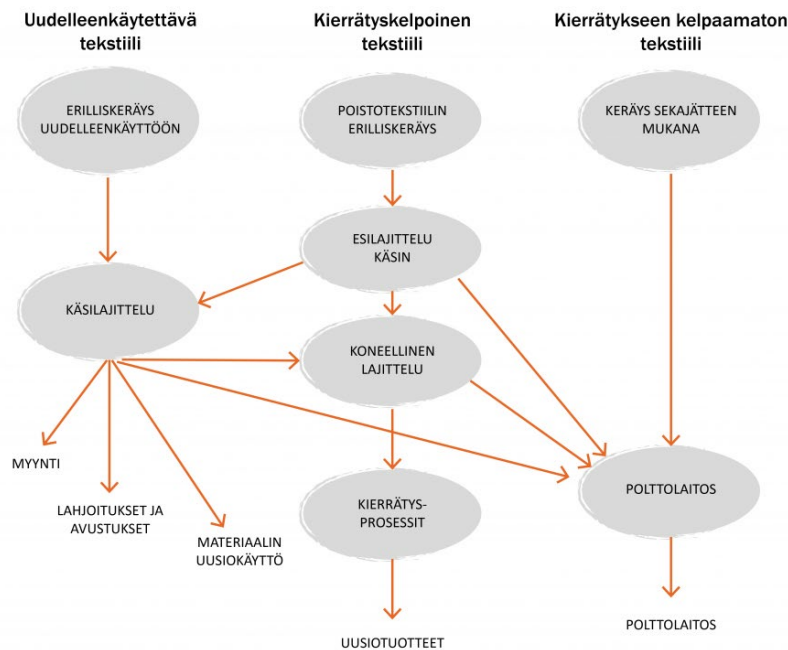 Uudelleenkäytettävä
tekstiili
Kierrätyskelpoinen
tekstiili
Kierrätykseen kelpaamaton
tekstiili
ERILLISKERÄYS
UUDELLEENKÄYTTÖÖN
POISTOTEKSTIILIN
ERILLISKERÄYS
KERÄYS SEKAJÄTTEEN
MUKANA
ESILAJITTELU
KÄSIN
KÄSILAJITTELU
KONEELLINEN
LAJITTELU
MYYNTI
LAHJOITUKSET JA
AVUSTUKSET
MATERIAALIN
UUSIOKÄYTTÖ
KIERRÄTYS-
PROSESSIT
POLTTOLAITOS
UUSIOTUOTTEET
POLTTOLAITOS